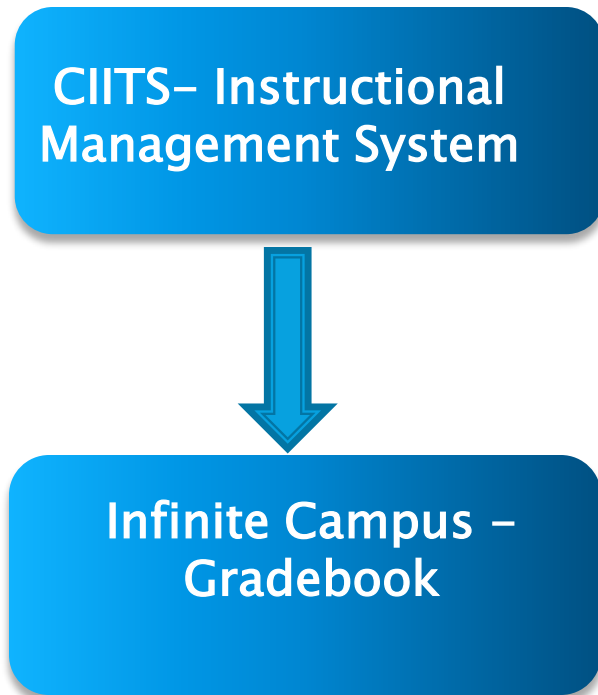 CIITS– Instructional
Management System
Infinite Campus –
Gradebook